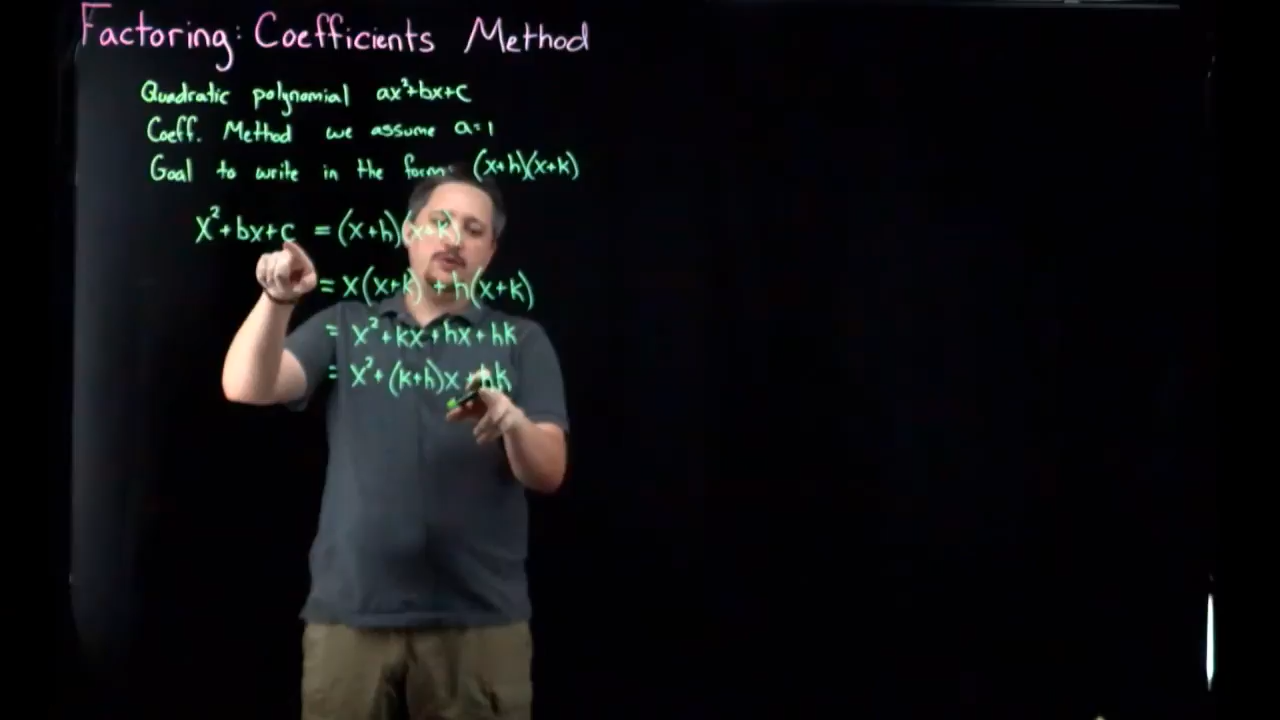 Factoring: Coefficients Method
Quadratic polynomial ax²+bx+c
Coeff. Method we assume a=1
Goal to write in the form: (x+h)(x+k)
x²+bx+c = (x+h)(x+k)
= x(x+k) + h(x+k)
= x²+kx+hx+hk
= x²+(k+h)x+hk